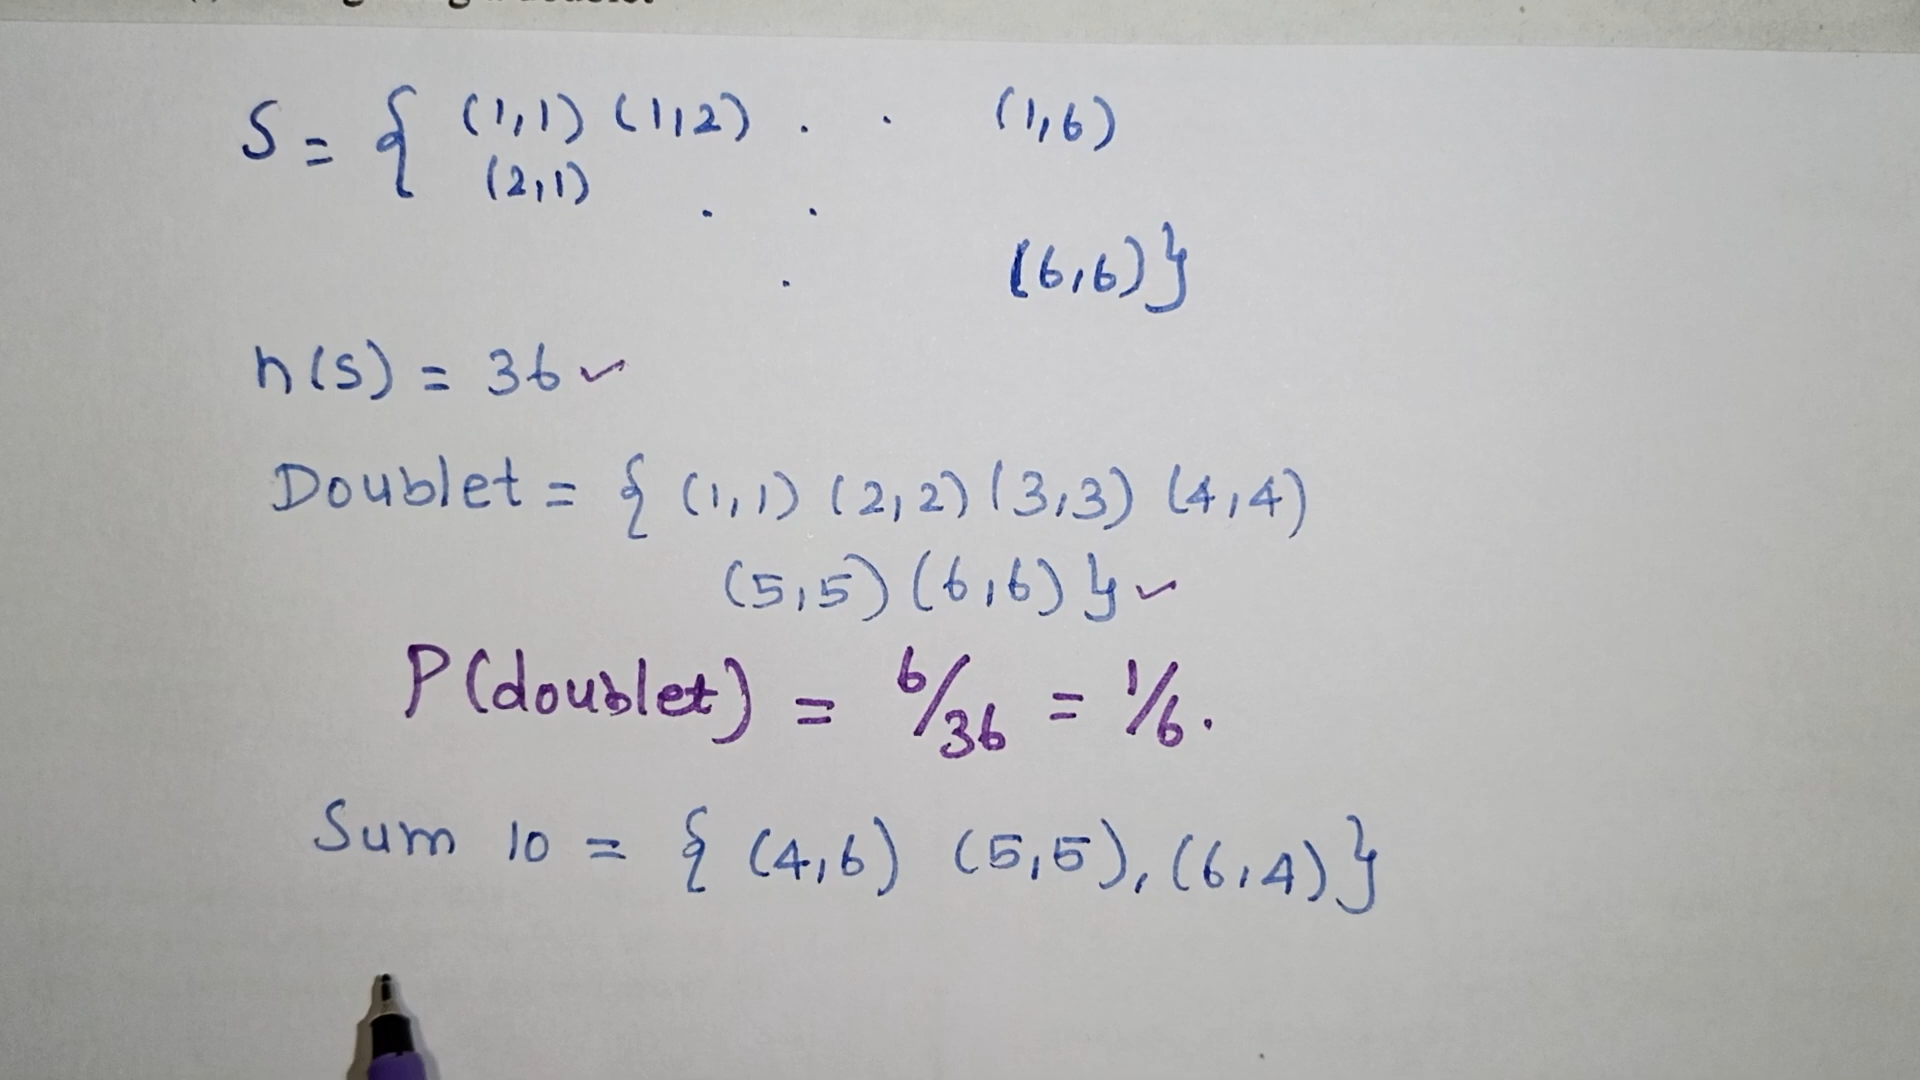 S = { (1,1) (1,2) . . (1,6)
(2,1) . .
. (6,6) }
n(s) = 36 ✓
Doublet = { (1,1) (2,2) (3,3) (4,4)
(5,5) (6,6) } ✓
P(doublet) = 6/36 = 1/6.
Sum 10 = { (4,6) (5,5), (6,4) }